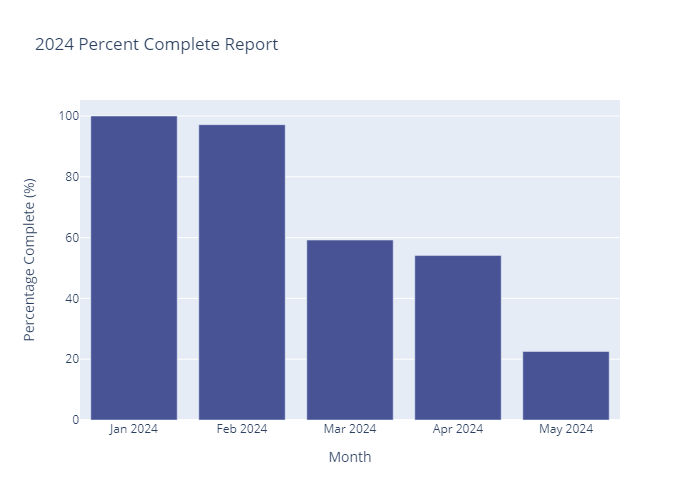 2024 Percent Complete Report
Percentage Complete (%)
100
80
60
40
20
0
Jan 2024
Feb 2024
Mar 2024
Apr 2024
May 2024
Month